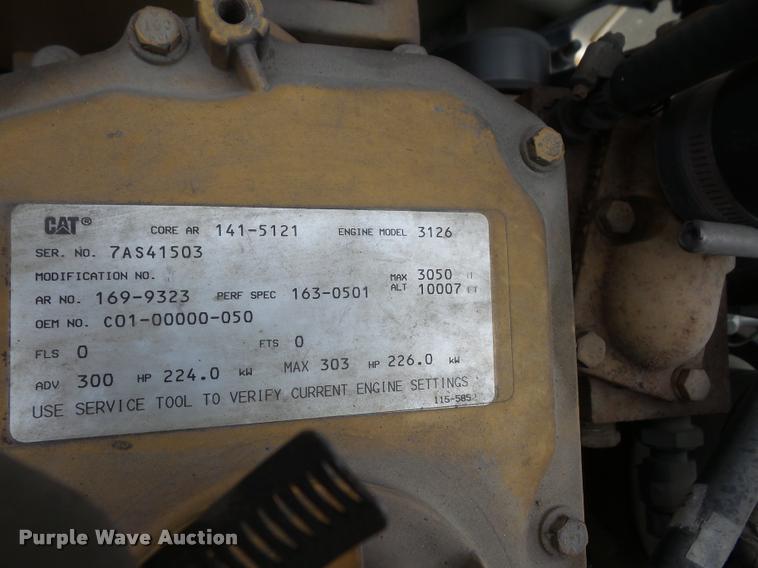 CAT® CORE AR 141-5121 ENGINE MODEL 3126
SER. NO. 7AS41503
MODIFICATION NO. MAX 3050
AR NO. 169-9323 PERF SPEC 163-0501 ALT 10007 FT
OEM NO. C01-00000-050
FLS 0 FTS 0
ADV 300 HP 224.0 kW MAX 303 HP 226.0 kW
USE SERVICE TOOL TO VERIFY CURRENT ENGINE SETTINGS
Purple Wave Auction